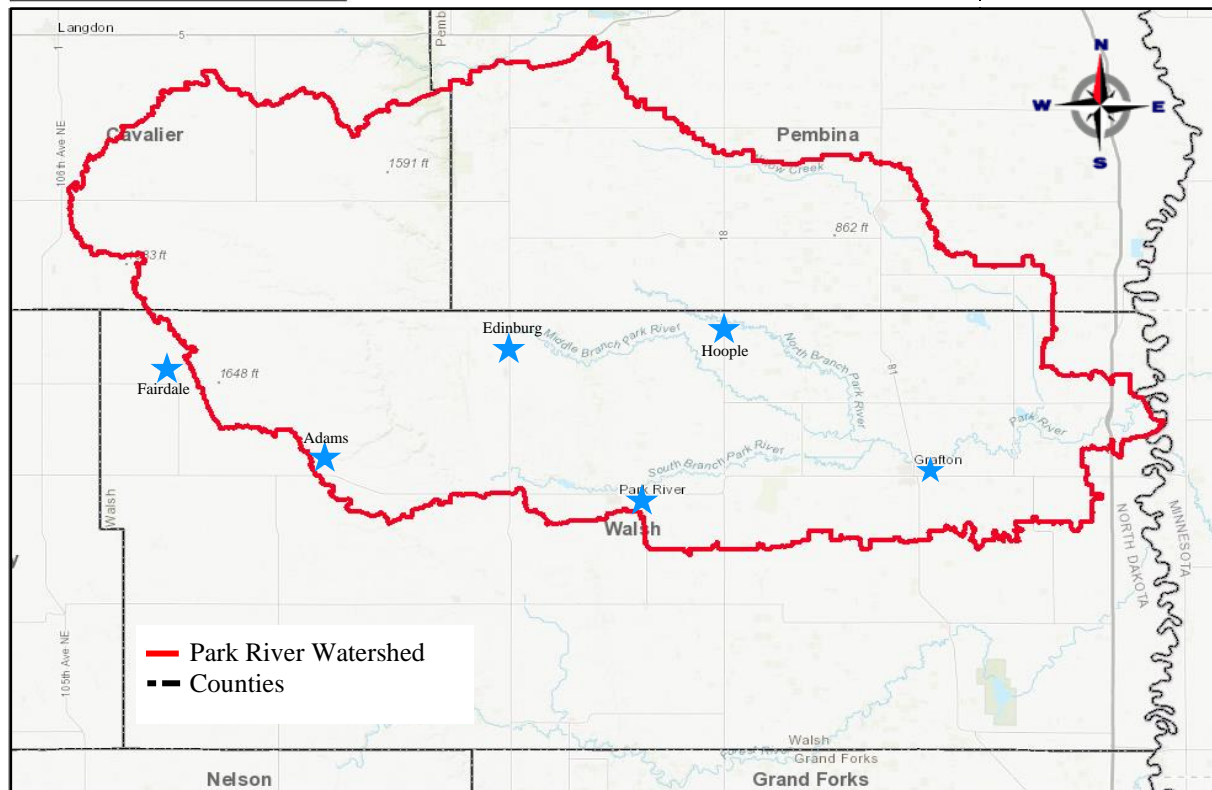 Langdon
5
Pemb
1
N
W
E
S
Cavalier
Pembina
106th Ave NE
1591 ft
ow Creek
18
862 ft
83 ft
Edinburg
Middle Branch Park River
Hoople
North Branch Park River
Fairdale
1648 ft
81
Adams
Park River
South Branch Park River
Grafton
Park River
Walsh
Walsh
NORTH DAKOTA
MINNESOTA
y
105th Ave NE
Park River Watershed
Counties
Forest River
Walsh
Grand Forks
Nelson
Grand Forks